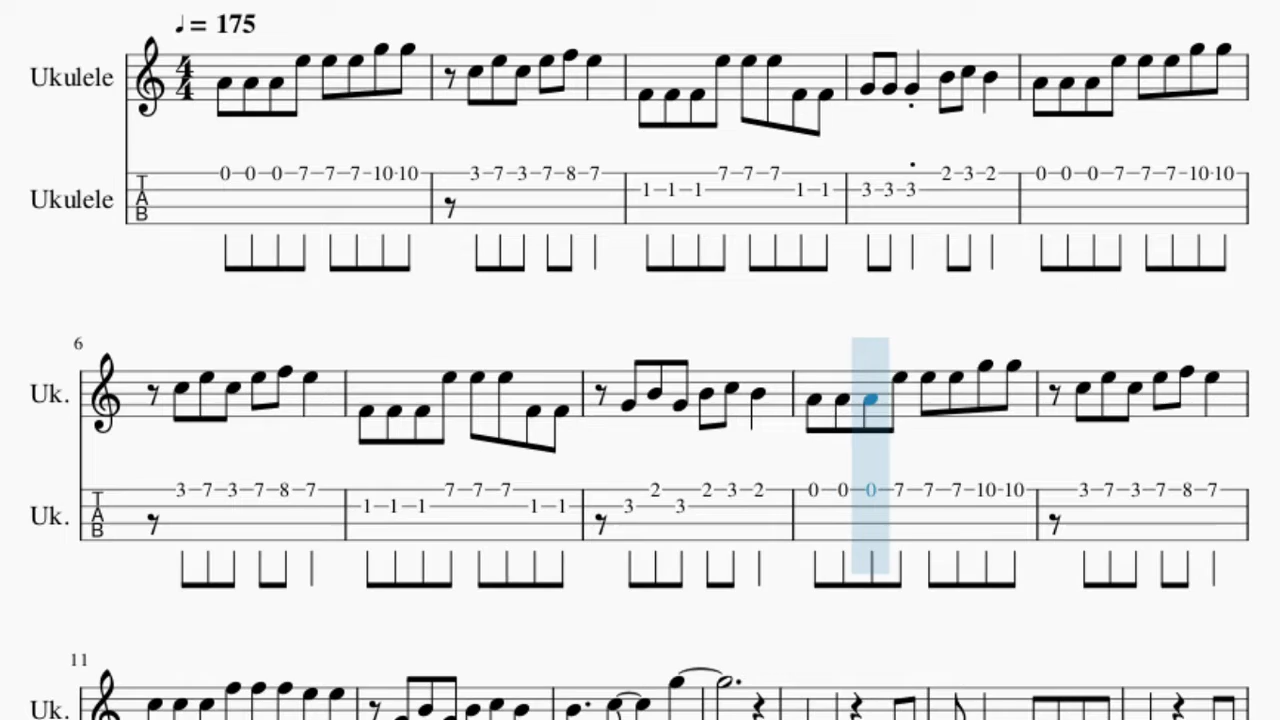 ♩= 175
Ukulele
4
4
Ukulele
TAB
0 0 0 7 7 7 10 10 3 7 3 7 8 7 1 1 1 7 7 7 1 1 3 3 3 2 3 2 0 0 0 7 7 7 10 10
6
Uk.
Uk.
TAB
3 7 3 7 8 7 1 1 1 7 7 7 1 1 3 2 3 2 3 2 0 0 0 7 7 7 10 10 3 7 3 7 8 7
11
Uk.